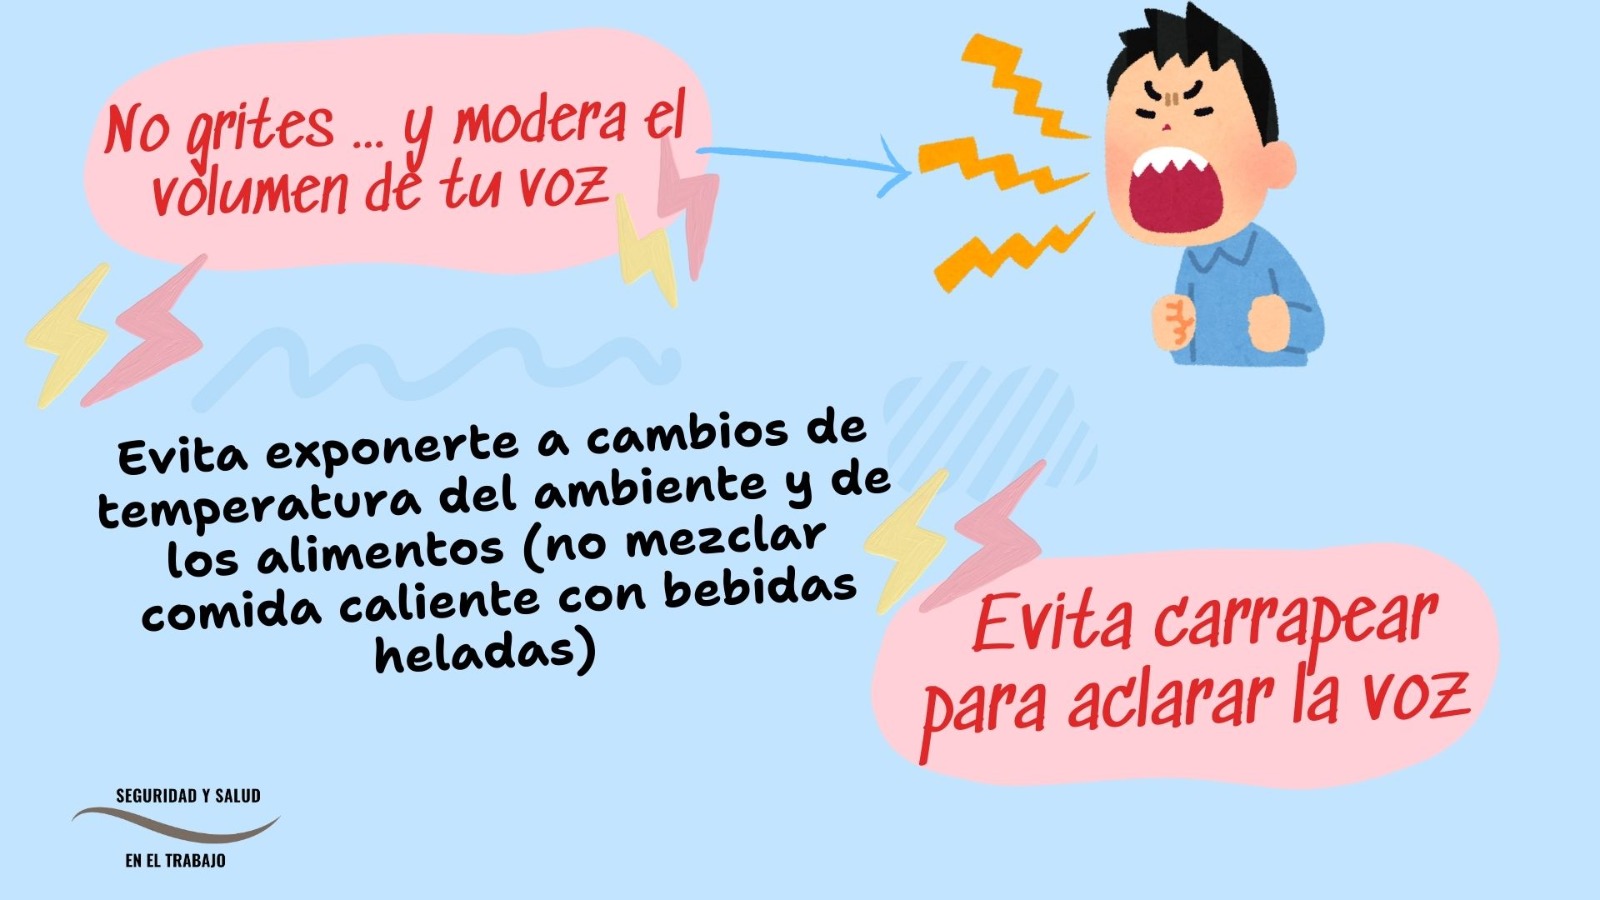 No grites ... y modera el
volumen de tu voz
Evita exponerte a cambios de
temperatura del ambiente y de
los alimentos (no mezclar
comida caliente con bebidas
heladas)
Evita carrapear
para aclarar la voz
SEGURIDAD Y SALUD
EN EL TRABAJO